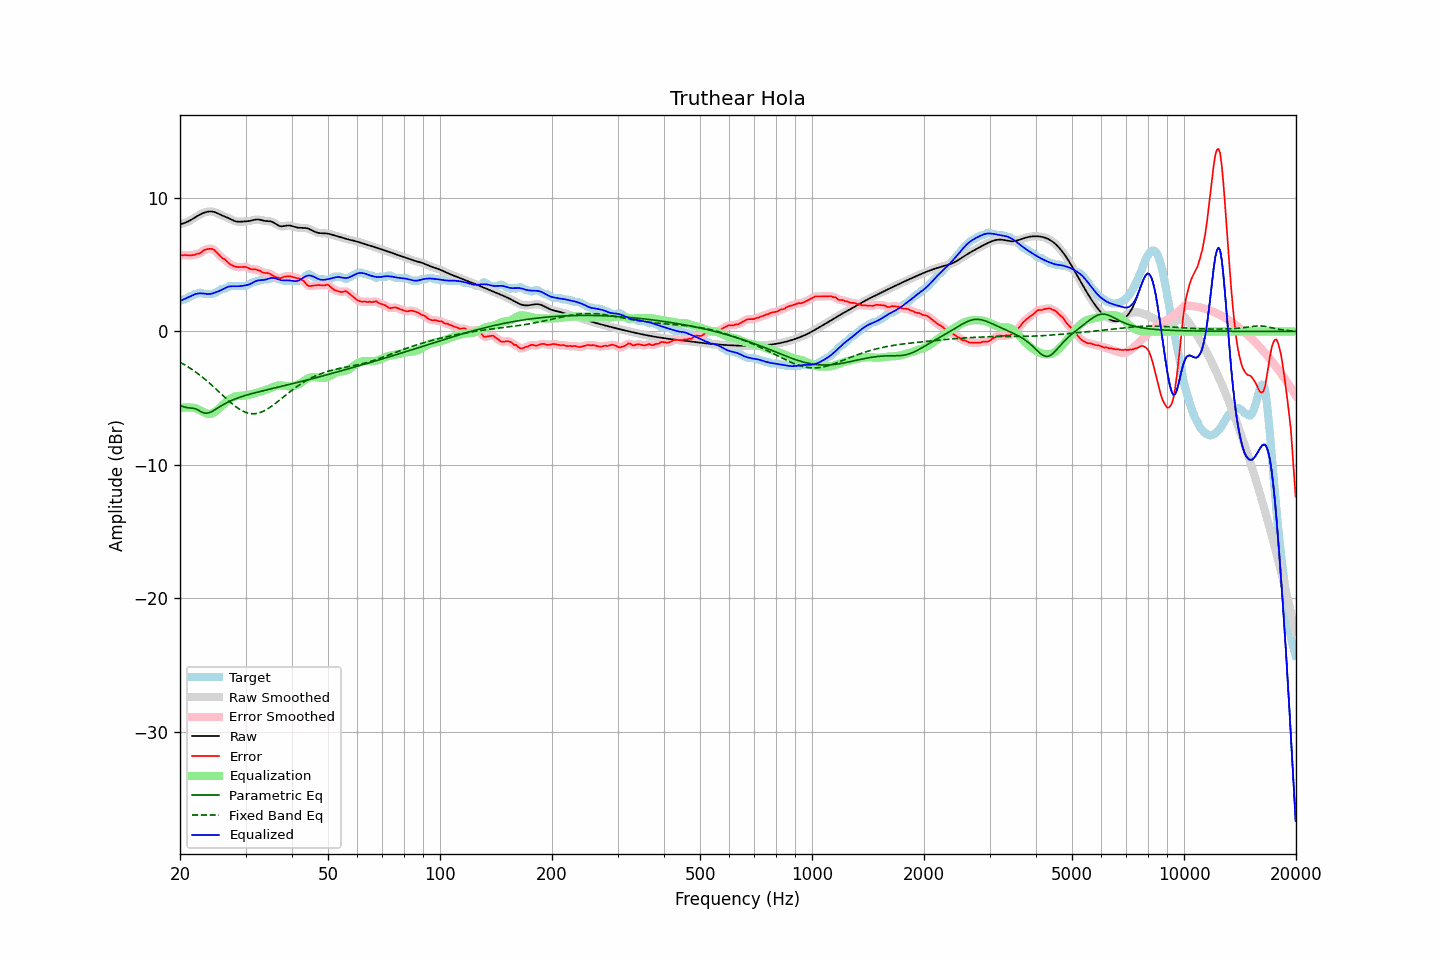 Truthear Hola
Amplitude (dBr)
10
0
−10
−20
−30
Target
Raw Smoothed
Error Smoothed
Raw
Error
Equalization
Parametric Eq
Fixed Band Eq
Equalized
20 50 100 200 500 1000 2000 5000 10000 20000
Frequency (Hz)